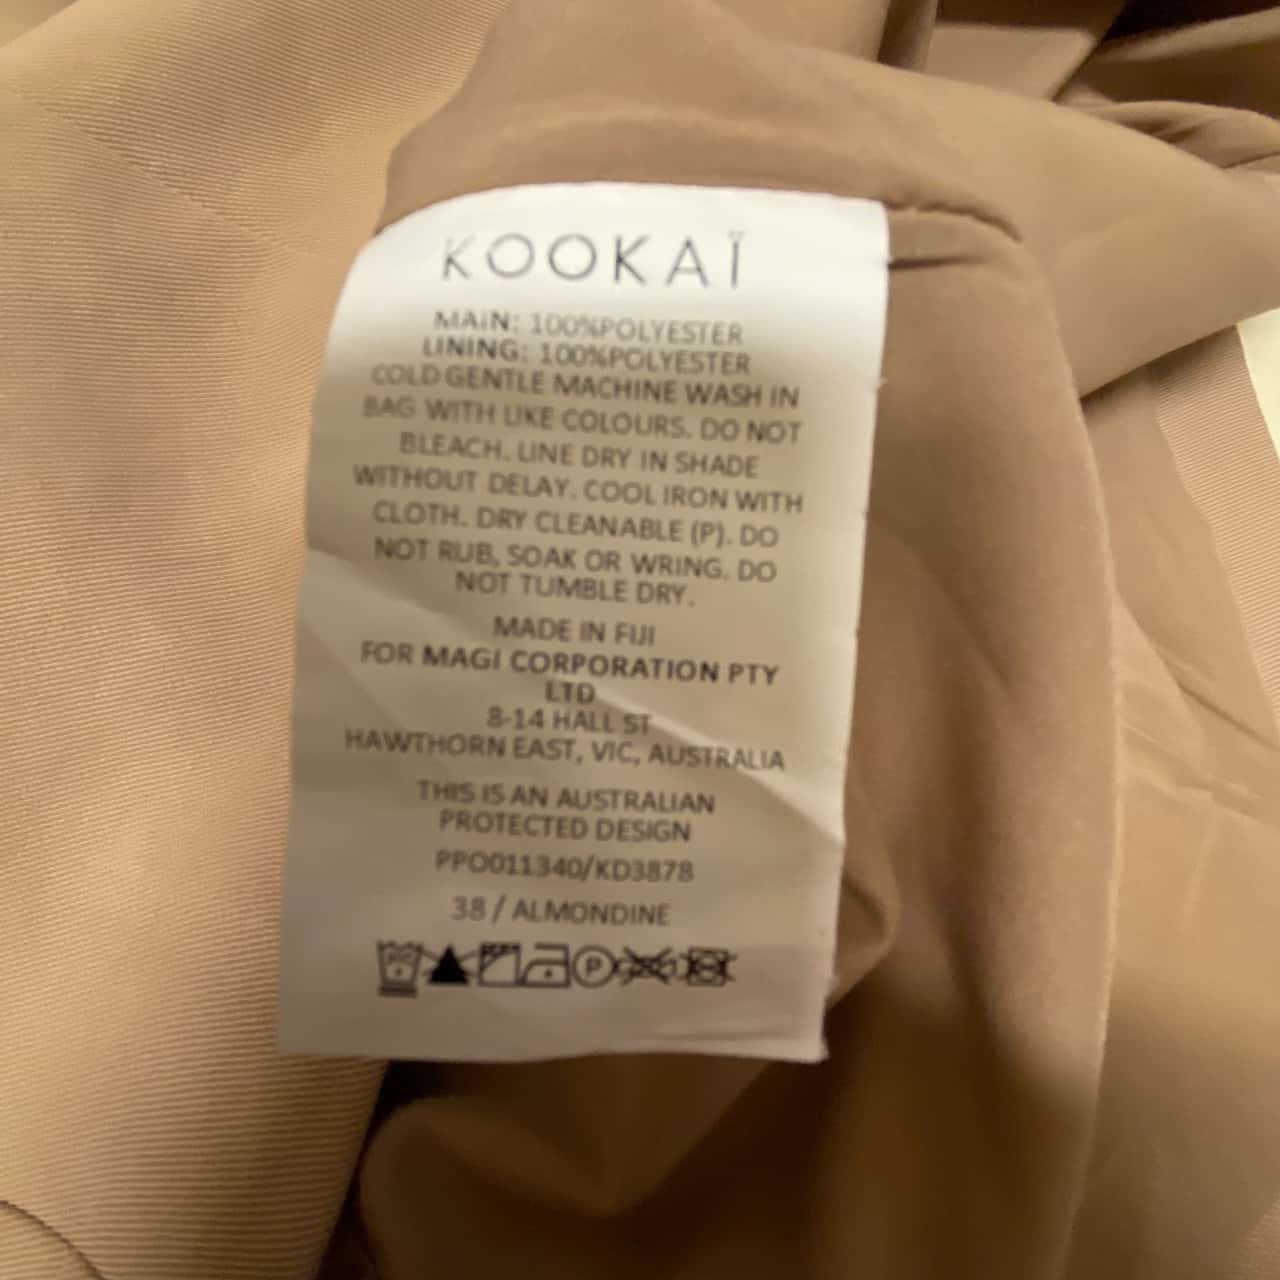 KOOKAÏ
MAIN: 100%POLYESTER
LINING: 100%POLYESTER
COLD GENTLE MACHINE WASH IN
BAG WITH LIKE COLOURS. DO NOT
BLEACH. LINE DRY IN SHADE
WITHOUT DELAY. COOL IRON WITH
CLOTH. DRY CLEANABLE (P). DO
NOT RUB, SOAK OR WRING. DO
NOT TUMBLE DRY.
MADE IN FIJI
FOR MAGI CORPORATION PTY
LTD
8-14 HALL ST
HAWTHORN EAST, VIC, AUSTRALIA
THIS IS AN AUSTRALIAN
PROTECTED DESIGN
PPO011340/KD3878
38 / ALMONDINE
P